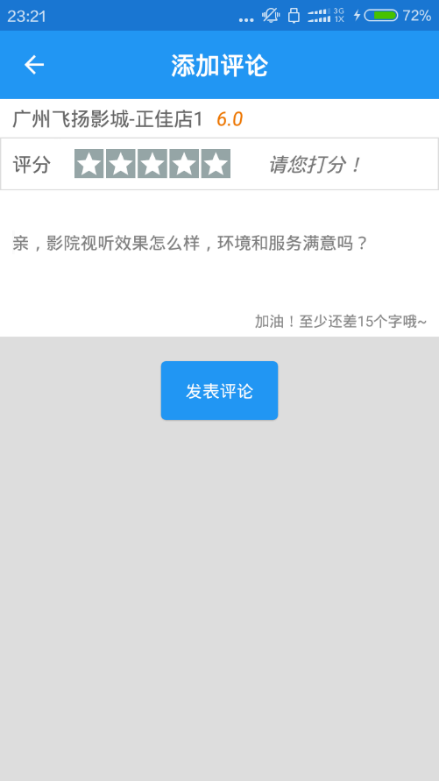 23:21 ... 3G 1X 72%
添加评论
广州飞扬影城-正佳店1 6.0
评分 请您打分！
亲，影院视听效果怎么样，环境和服务满意吗？
加油！至少还差15个字哦~
发表评论